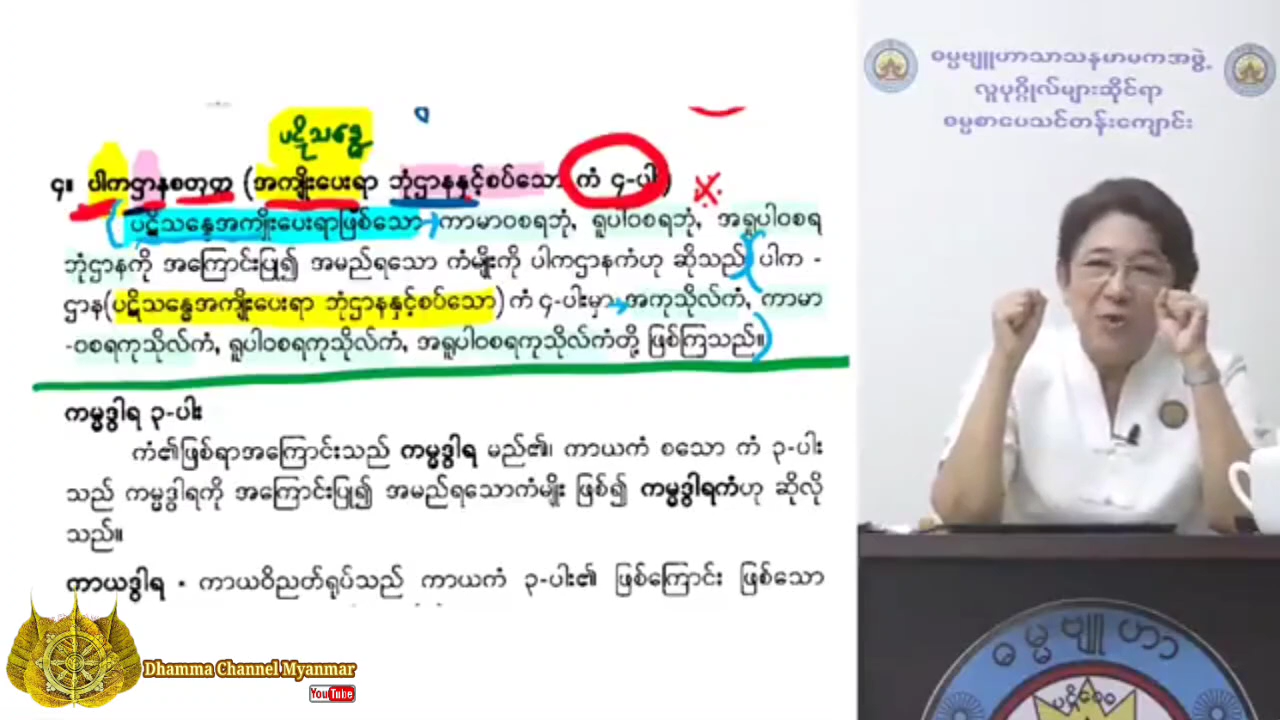 ပဋိသန္ဓေ
၄။ ပါကဌာနစတုက္က (အကျိုးပေးရာ ဘုံဌာနနှင့်စပ်သော ကံ ၄-ပါး)
ပဋိသန္ဓေအကျိုးပေးရာဖြစ်သော ကာမာဝစရဘုံ, ရူပါဝစရဘုံ, အရူပါဝစရ
ဘုံဌာနကို အကြောင်းပြု၍ အမည်ရသော ကံမျိုးကို ပါကဌာနကံဟု ဆိုသည်။ ပါက -
ဌာန(ပဋိသန္ဓေအကျိုးပေးရာ ဘုံဌာနနှင့်စပ်သော) ကံ ၄-ပါးမှာ အကုသိုလ်ကံ, ကာမာ
-ဝစရကုသိုလ်ကံ, ရူပါဝစရကုသိုလ်ကံ, အရူပါဝစရကုသိုလ်ကံတို့ ဖြစ်ကြသည်။
ကမ္မဒွါရ ၃-ပါး
ကံ၏ဖြစ်ရာအကြောင်းသည် ကမ္မဒွါရ မည်၏၊ ကာယကံ စသော ကံ ၃-ပါး
သည် ကမ္မဒွါရကို အကြောင်းပြု၍ အမည်ရသောကံမျိုး ဖြစ်၍ ကမ္မဒွါရကံဟု ဆိုလို
သည်။
ကာယဒွါရ - ကာယဝိညတ်ရုပ်သည် ကာယကံ ၃-ပါး၏ ဖြစ်ကြောင်း ဖြစ်သော
Dhamma Channel Myanmar
YouTube
ဓမ္မဗျူဟာသာသနမာမကအဖွဲ့
လူပုဂ္ဂိုလ်များဆိုင်ရာ
ဓမ္မစာပေသင်တန်းကျောင်း
ဓမ္မဗျူဟာ
ပဋိဝေဓ